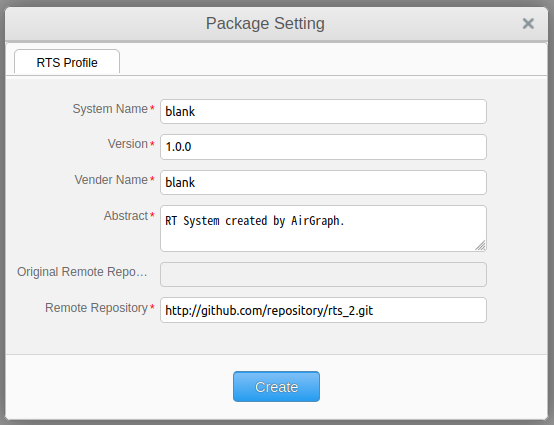 Package Setting
RTS Profile
System Name* blank
Version* 1.0.0
Vender Name* blank
Abstract* RT System created by AirGraph.
Original Remote Repo...
Remote Repository* http://github.com/repository/rts_2.git
Create